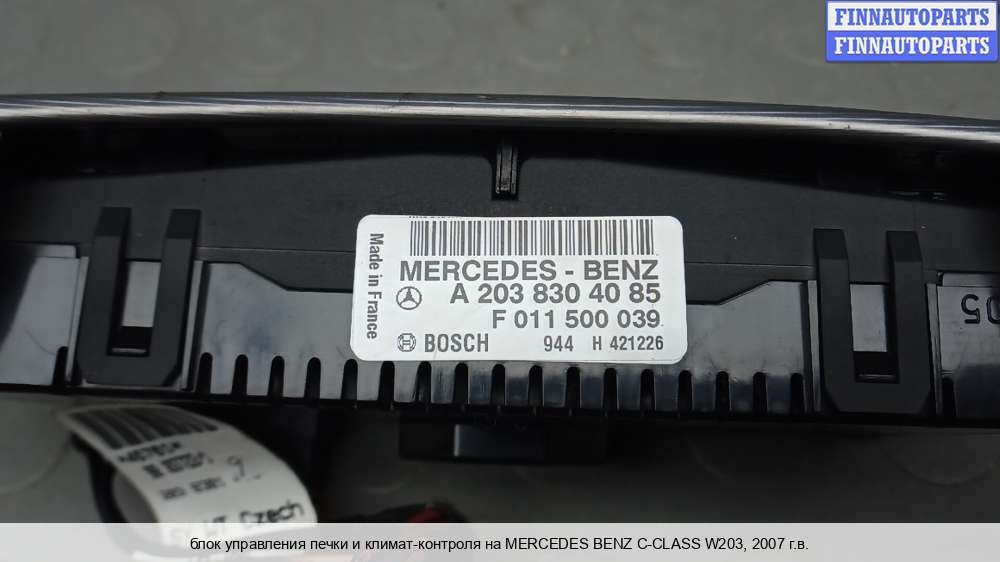 FINNAUTOPARTS
FINNAUTOPARTS
Made in France
MERCEDES - BENZ
A 203 830 40 85
F 011 500 039
BOSCH 944 H 421226
05
Czech
блок управления печки и климат-контроля на MERCEDES BENZ C-CLASS W203, 2007 г.в.